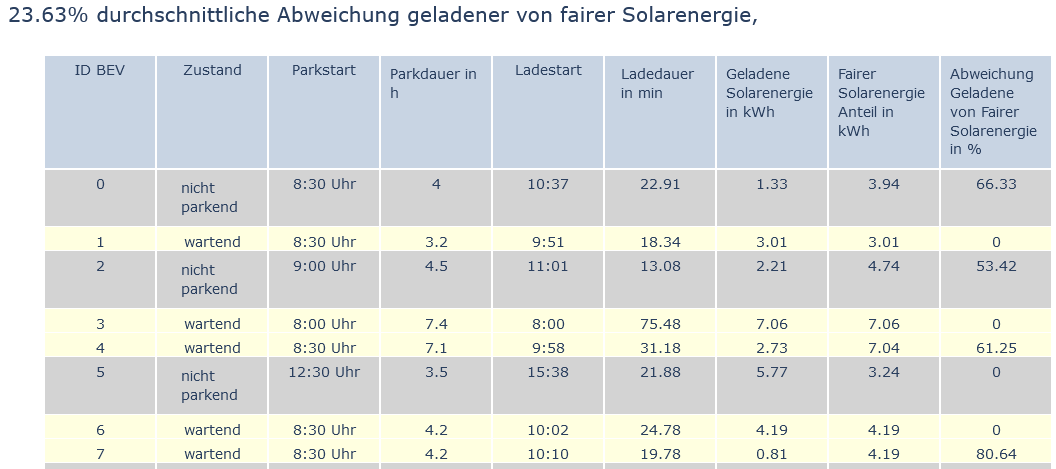 23.63% durchschnittliche Abweichung geladener von fairer Solarenergie,
ID BEV Zustand Parkstart Parkdauer in h Ladestart Ladedauer in min Geladene Solarenergie in kWh Fairer Solarenergie Anteil in kWh Abweichung Geladene von Fairer Solarenergie in %
0 nicht parkend 8:30 Uhr 4 10:37 22.91 1.33 3.94 66.33
1 wartend 8:30 Uhr 3.2 9:51 18.34 3.01 3.01 0
2 nicht parkend 9:00 Uhr 4.5 11:01 13.08 2.21 4.74 53.42
3 wartend 8:00 Uhr 7.4 8:00 75.48 7.06 7.06 0
4 wartend 8:30 Uhr 7.1 9:58 31.18 2.73 7.04 61.25
5 nicht parkend 12:30 Uhr 3.5 15:38 21.88 5.77 3.24 0
6 wartend 8:30 Uhr 4.2 10:02 24.78 4.19 4.19 0
7 wartend 8:30 Uhr 4.2 10:10 19.78 0.81 4.19 80.64